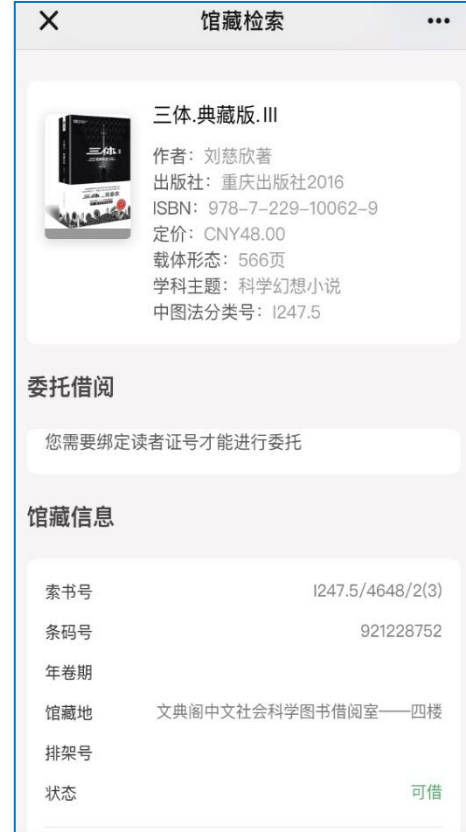 馆藏检索
三体.典藏版.III
作者：刘慈欣著
出版社：重庆出版社2016
ISBN：978-7-229-10062-9
定价：CNY48.00
载体形态：566页
学科主题：科学幻想小说
中图法分类号：I247.5
委托借阅
您需要绑定读者证号才能进行委托
馆藏信息
索书号 I247.5/4648/2(3)
条码号 921228752
年卷期
馆藏地 文典阁中文社会科学图书借阅室——四楼
排架号
状态 可借